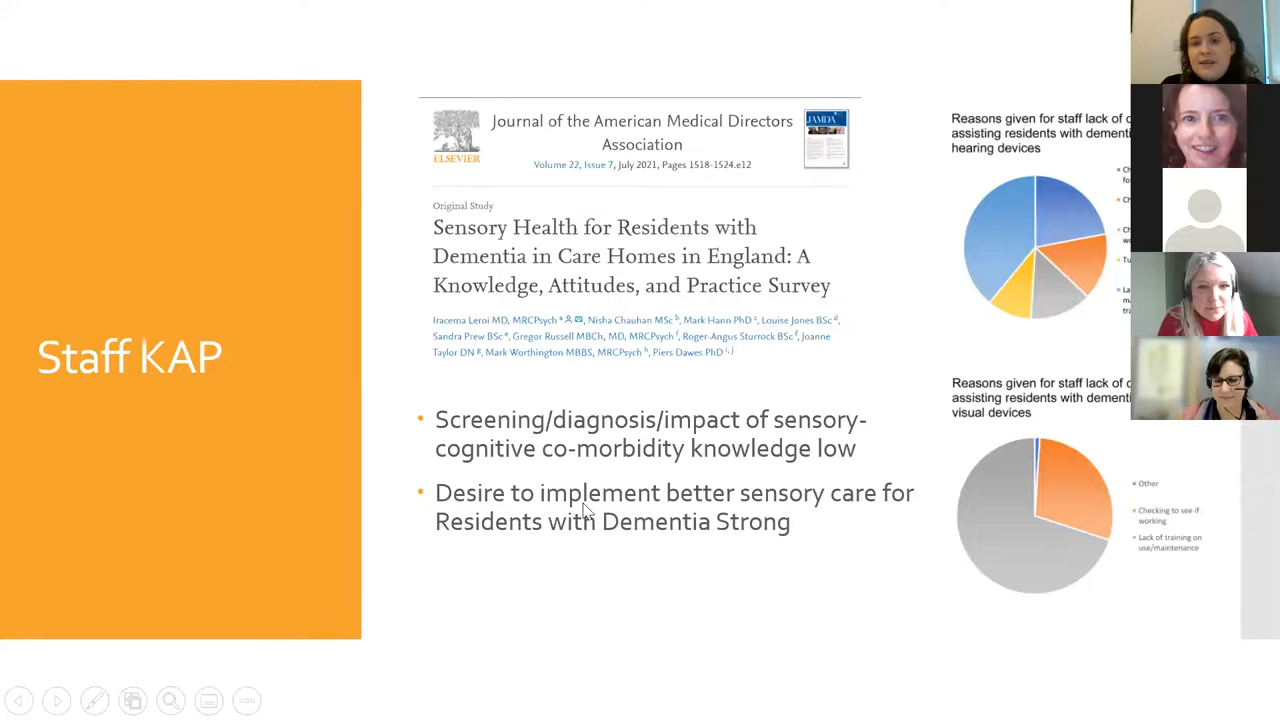 Staff KAP
ELSEVIER
Journal of the American Medical Directors
Association
Volume 22, Issue 7, July 2021, Pages 1518-1524.e12
JAMDA
Original Study
Sensory Health for Residents with
Dementia in Care Homes in England: A
Knowledge, Attitudes, and Practice Survey
Iracema Leroi MD, MRCPsych a, Nisha Chauhan MSc b, Mark Hann PhD c, Louise Jones BSc d,
Sandra Prew BSc e, Gregor Russell MBCh, MD, MRCPsych f, Roger-Angus Sturrock BSc f, Joanne
Taylor DN g, Mark Worthington MBBS, MRCPsych h, Piers Dawes PhD i, j
• Screening/diagnosis/impact of sensory-
cognitive co-morbidity knowledge low
• Desire to implement better sensory care for
Residents with Dementia Strong
Reasons given for staff lack of
assisting residents with
hearing devices
Reasons given for staff lack of
assisting residents with
visual devices
Other
Checking to see if
working
Lack of training on
use/maintenance